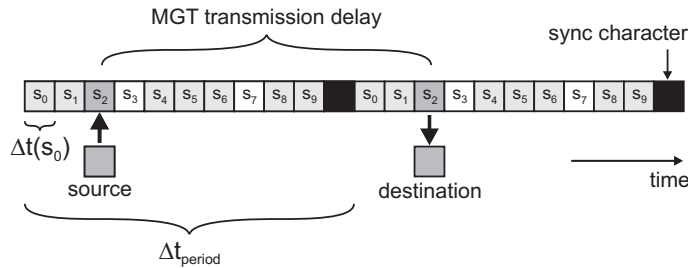 MGT transmission delay
sync character
s₀ s₁ s₂ s₃ s₄ s₅ s₆ s₇ s₈ s₉ s₀ s₁ s₂ s₃ s₄ s₅ s₆ s₇ s₈ s₉
Δt(s₀)
source destination time
Δt_period